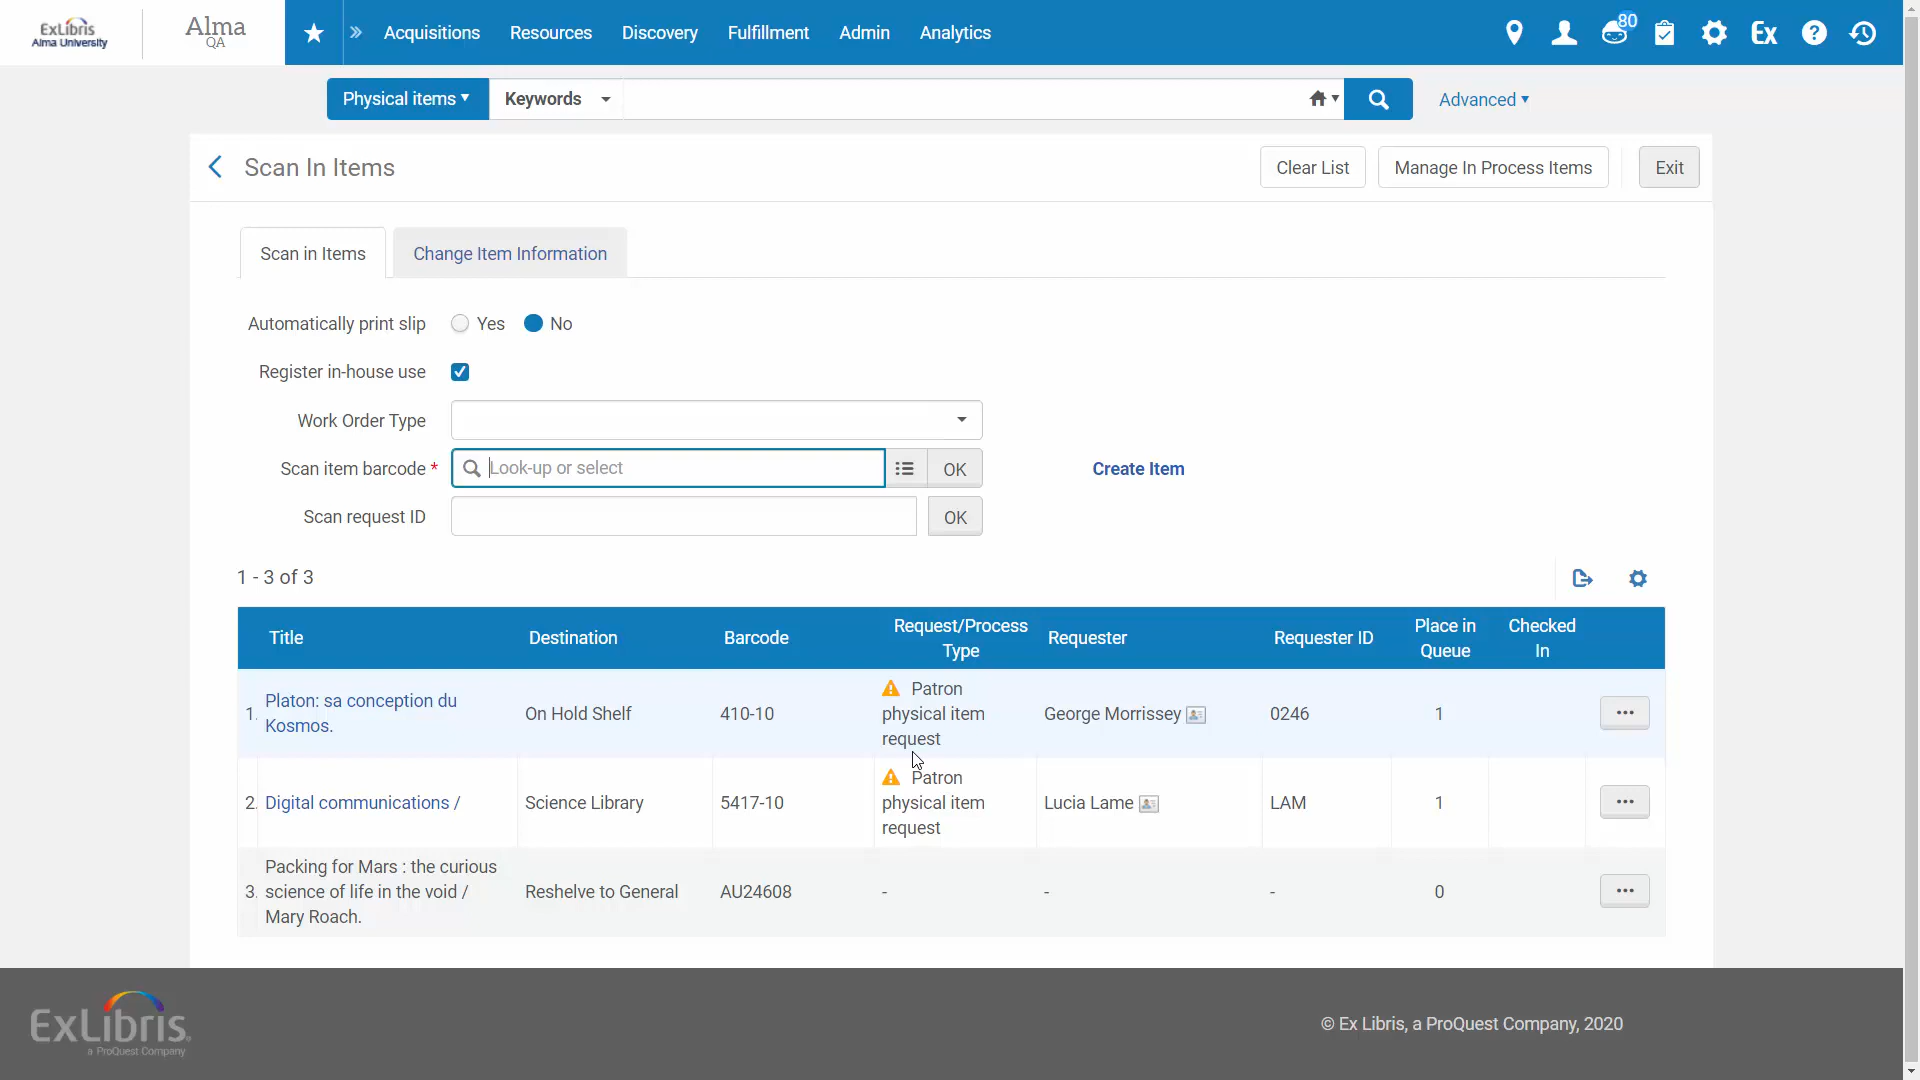 ExLibris
Alma University
Alma
QA
Acquisitions
Resources
Discovery
Fulfillment
Admin
Analytics
80
Ex
?
Physical items
Keywords
Advanced
Scan In Items
Clear List
Manage In Process Items
Exit
Scan in Items
Change Item Information
Automatically print slip
Yes
No
Register in-house use
Work Order Type
Scan item barcode *
Look-up or select
OK
Create Item
Scan request ID
OK
1 - 3 of 3
Title
Destination
Barcode
Request/Process
Type
Requester
Requester ID
Place in
Queue
Checked
In
1.
Platon: sa conception du
Kosmos.
On Hold Shelf
410-10
Patron
physical item
request
George Morrissey
0246
1
2.
Digital communications /
Science Library
5417-10
Patron
physical item
request
Lucia Lame
LAM
1
3.
Packing for Mars : the curious
science of life in the void /
Mary Roach.
Reshelve to General
AU24608
-
-
-
0
ExLibris
a ProQuest Company
© Ex Libris, a ProQuest Company, 2020